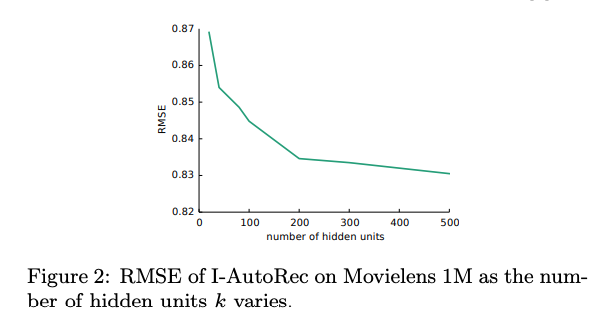 0.87
0.86
0.85
0.84
0.83
0.82
RMSE
0 100 200 300 400 500
number of hidden units
Figure 2: RMSE of I-AutoRec on Movielens 1M as the num-
ber of hidden units k varies.